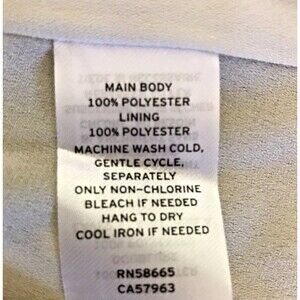 MAIN BODY
100% POLYESTER
LINING
100% POLYESTER
MACHINE WASH COLD,
GENTLE CYCLE,
SEPARATELY
ONLY NON-CHLORINE
BLEACH IF NEEDED
HANG TO DRY
COOL IRON IF NEEDED
RN58665
CA57963